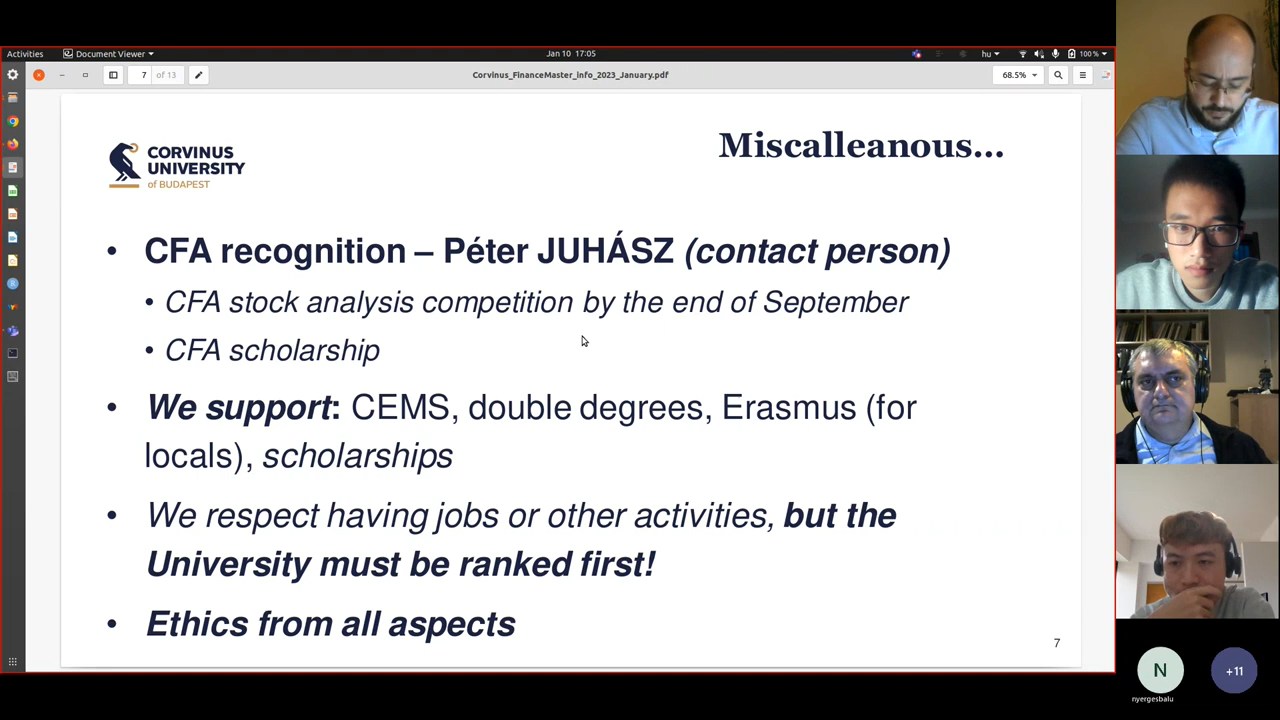 Activities
Document Viewer
Jan 10 17:05
hu
100 %
7 of 13
Corvinus_FinanceMaster_info_2023_January.pdf
68.5%
CORVINUS
UNIVERSITY
of BUDAPEST
Miscalleanous...
• CFA recognition – Péter JUHÁSZ (contact person)
• CFA stock analysis competition by the end of September
• CFA scholarship
• We support: CEMS, double degrees, Erasmus (for
locals), scholarships
• We respect having jobs or other activities, but the
University must be ranked first!
• Ethics from all aspects
7
N
nyergesbalu
+11